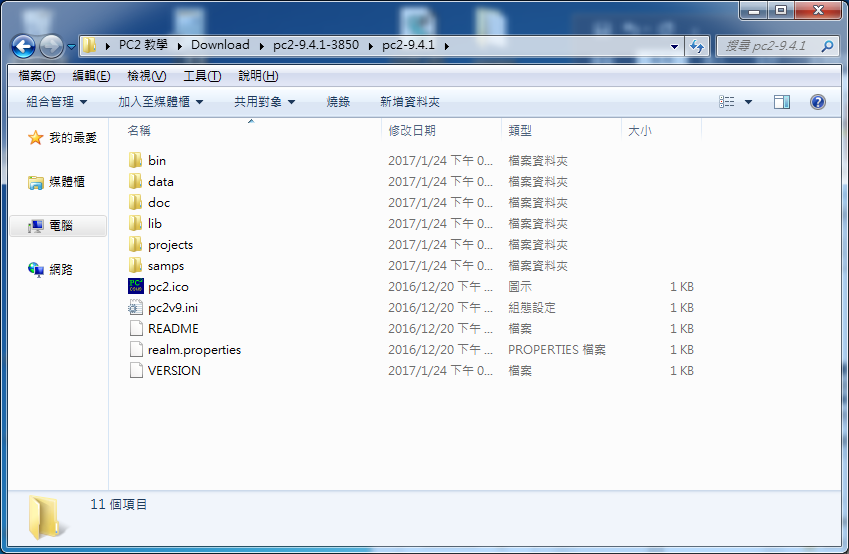 PC2 教學 Download pc2-9.4.1-3850 pc2-9.4.1 搜尋 pc2-9.4.1
檔案(F) 編輯(E) 檢視(V) 工具(T) 說明(H)
組合管理 加入至媒體櫃 共用對象 燒錄 新增資料夾
我的最愛
媒體櫃
電腦
網路
名稱 修改日期 類型 大小
bin 2017/1/24 下午 0... 檔案資料夾
data 2017/1/24 下午 0... 檔案資料夾
doc 2017/1/24 下午 0... 檔案資料夾
lib 2017/1/24 下午 0... 檔案資料夾
projects 2017/1/24 下午 0... 檔案資料夾
samps 2017/1/24 下午 0... 檔案資料夾
pc2.ico 2016/12/20 下午 ... 圖示 1 KB
pc2v9.ini 2016/12/20 下午 ... 組態設定 1 KB
README 2016/12/20 下午 ... 檔案 1 KB
realm.properties 2016/12/20 下午 ... PROPERTIES 檔案 1 KB
VERSION 2017/1/24 下午 0... 檔案 1 KB
11 個項目